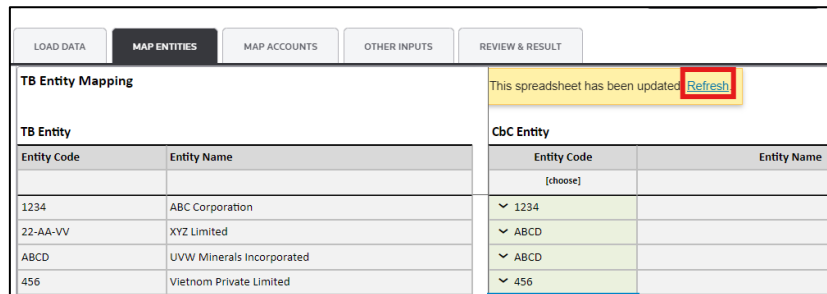 LOAD DATA MAP ENTITIES MAP ACCOUNTS OTHER INPUTS REVIEW & RESULT
TB Entity Mapping
This spreadsheet has been updated Refresh
TB Entity CbC Entity
Entity Code Entity Name Entity Code Entity Name
[choose]
1234 ABC Corporation 1234
22-AA-VV XYZ Limited ABCD
ABCD UVW Minerals Incorporated ABCD
456 Vietnom Private Limited 456